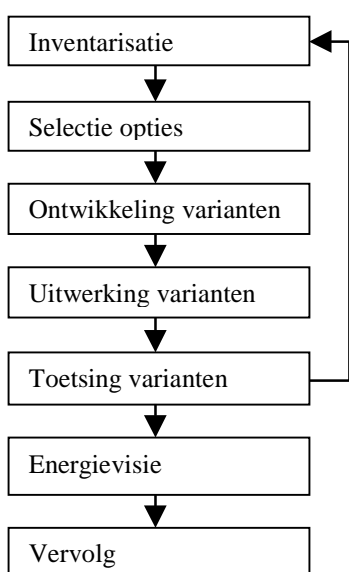 Inventarisatie
Selectie opties
Ontwikkeling varianten
Uitwerking varianten
Toetsing varianten
Energievisie
Vervolg